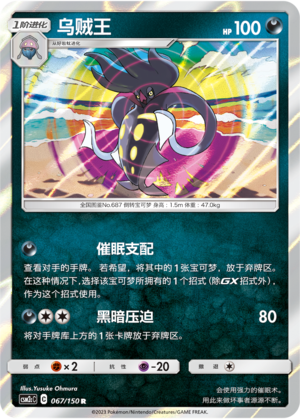 1阶进化
乌贼王
HP 100
从好啦鱿进化
全国图鉴No.687 倒转宝可梦 身高：1.5m 体重：47.0kg
催眠支配
查看对手的手牌。若希望，将其中的1张宝可梦，放于弃牌区。
在这种情况下，选择该宝可梦所拥有的1个招式（除GX招式外），
作为这个招式使用。
黑暗压迫 80
将对手牌库上方的1张卡牌放于弃牌区。
弱点 ×2 抗性 -20 撤退
Illus.Yusuke Ohmura
CSM2cC C 067/150 R
会使用强力的催眠术。
用来做坏事者源源不断。
©2023 Pokémon/Nintendo/Creatures/GAME FREAK.